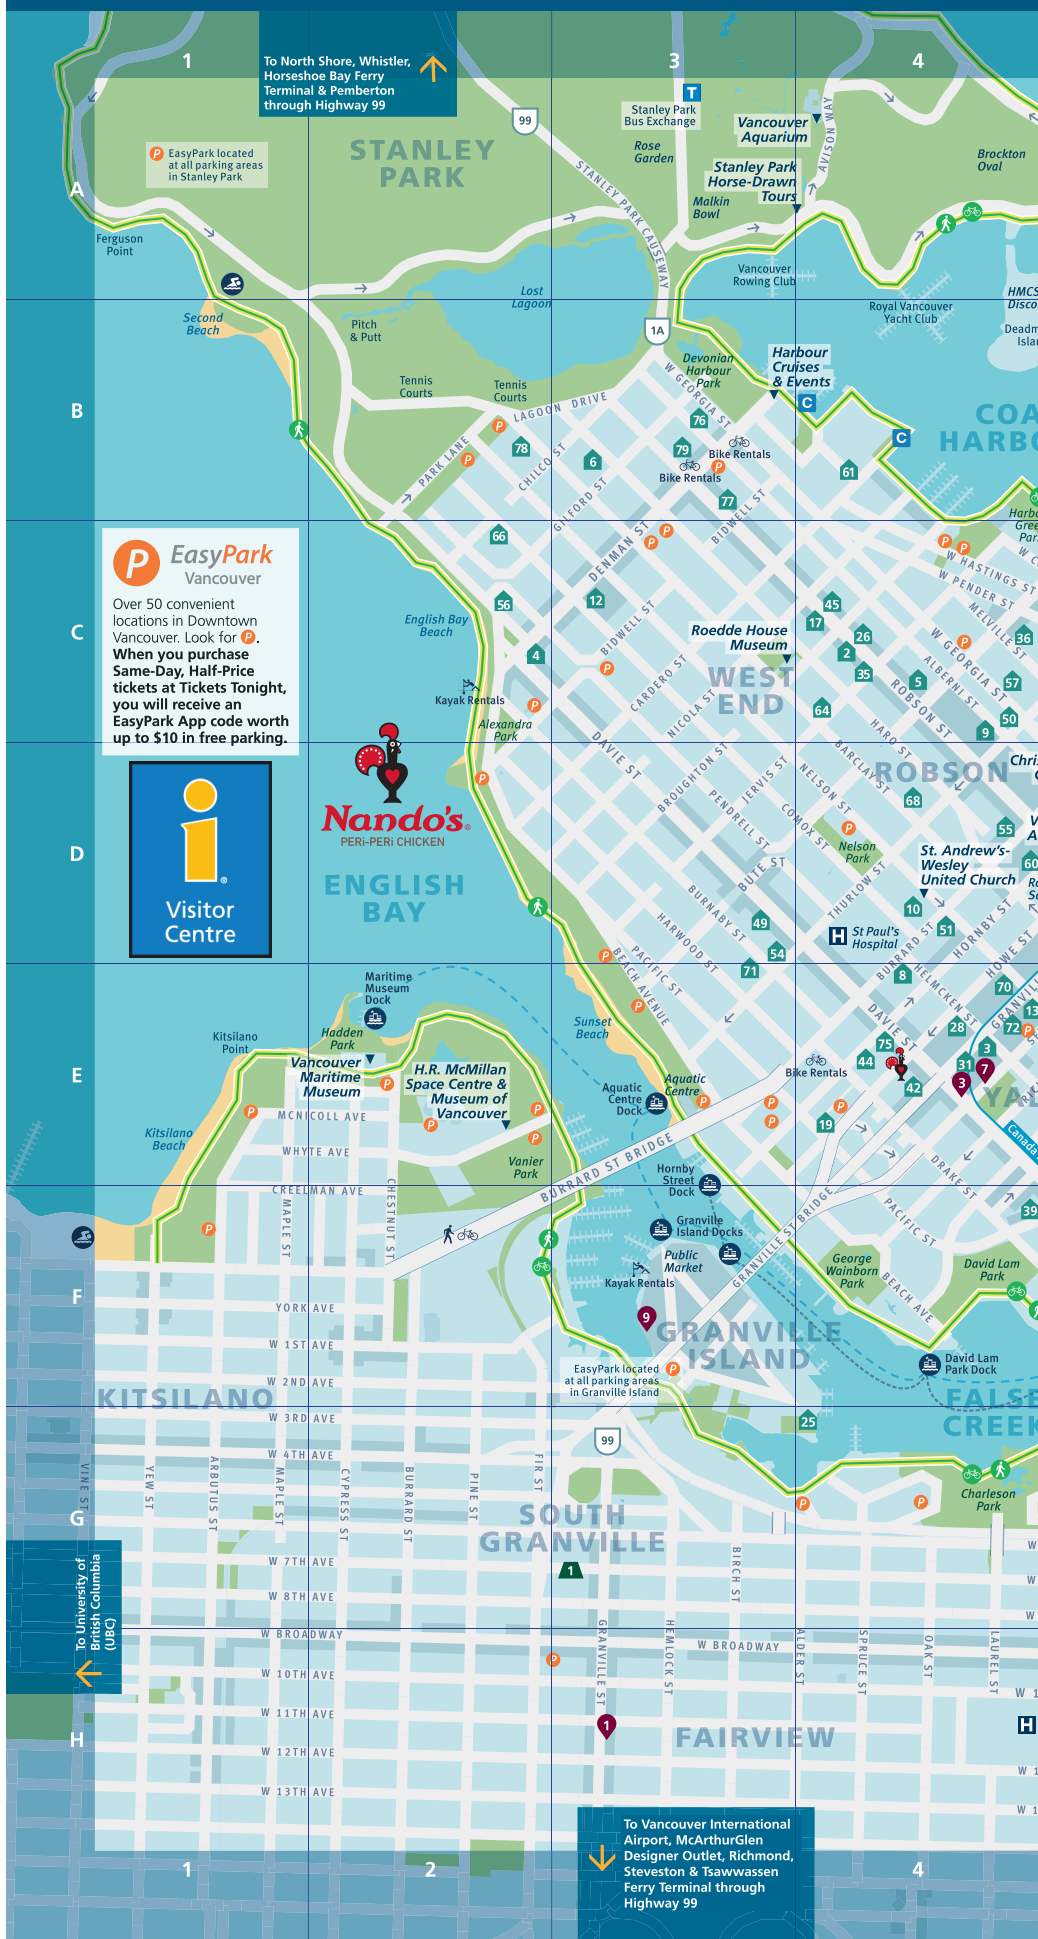 1
3
4
To North Shore, Whistler,
Horseshoe Bay Ferry
Terminal & Pemberton
through Highway 99
99
T
Stanley Park
Bus Exchange
Vancouver
Aquarium
AVISON WAY
Rose
Garden
STANLEY
PARK
P EasyPark located
at all parking areas
in Stanley Park
Brockton
Oval
Stanley Park
Horse-Drawn
Tours
STANLEY PARK CAUSEWAY
A
Malkin
Bowl
Ferguson
Point
Vancouver
Rowing Club
Lost
Lagoon
Royal Vancouver
Yacht Club
HMCS
Disco
Deadm
Islan
Second
Beach
Pitch
& Putt
1A
Devonian
Harbour
Park
Harbour
Cruises
& Events
C
C
W GEORGIA ST
Tennis
Courts
Tennis
Courts
LAGOON DRIVE
B
COA
HARBO
76
P
78
79
Bike Rentals
P
Bike Rentals
6
61
PARK LANE
P
CHILCO ST
GILFORD ST
77
BIDWELL ST
Harbo
Gree
Par
P EasyPark
Vancouver
Over 50 convenient
locations in Downtown
Vancouver. Look for P.
When you purchase
Same-Day, Half-Price
tickets at Tickets Tonight,
you will receive an
EasyPark App code worth
up to $10 in free parking.
66
P
P
DENMAN ST
P
P
W HASTINGS ST
W PENDER ST
W C
MELVILLE ST
C
English Bay
Beach
56
12
BIDWELL ST
45
17
26
2
35
36
P
W GEORGIA ST
ALBERNI ST
ROBSON ST
57
5
50
9
4
Roedde House
Museum
WEST
END
P
CARDERO ST
NICOLA ST
64
Kayak Rentals
P
Alexandra
Park
DAVIE ST
HARO ST
BARCLAY ST
Nando's®
PERi-PERi CHICKEN
P
BROUGHTON ST
JERVIS ST
PENDRELL ST
NELSON ST
COMOX ST
ROBSON
Chris
68
55
60
P
Nelson
Park
D
ENGLISH
BAY
i®
Visitor
Centre
BUTE ST
THURLOW ST
St. Andrew's-
Wesley
United Church
V
A
Ro
10
51
HORNBY ST
HOWE ST
BURNABY ST
HARWOOD ST
49
54
71
H St Paul's
Hospital
BURRARD ST
8
HELMCKEN ST
P
PACIFIC ST
BEACH AVENUE
P
70
GRANVILLE
13
72
P
Maritime
Museum
Dock
Sunset
Beach
DAVIE ST
28
3
31
7
3
75
44
42
Kitsilano
Point
Hadden
Park
Vancouver
Maritime
Museum
H.R. McMillan
Space Centre &
Museum of
Vancouver
E
P
P
P
P
P
Aquatic
Centre
Dock
Aquatic
Centre
P
Bike Rentals
P
P
P
19
YAL
RIC
Canada
MCNICOLL AVE
Kitsilano
Beach
WHYTE AVE
Vanier
Park
BURRARD ST BRIDGE
Hornby
Street
Dock
DRAKE ST
39
CREELMAN AVE
MAPLE ST
CHESTNUT ST
P
Granville
Island Docks
Public
Market
Kayak Rentals
GRANVILLE ST BRIDGE
PACIFIC ST
George
Wainborn
Park
BEACH AVE
David Lam
Park
F
YORK AVE
9
GRANVILLE
ISLAND
W 1ST AVE
David Lam
Park Dock
W 2ND AVE
EasyPark located P
at all parking areas
in Granville Island
KITSILANO
FALSE
CREEK
W 3RD AVE
25
99
W 4TH AVE
VINE ST
YEW ST
ARBUTUS ST
MAPLE ST
CYPRESS ST
BURRARD ST
PINE ST
FIR ST
P
P
Charleson
Park
G
SOUTH
GRANVILLE
W 7TH AVE
1
BIRCH ST
W
To University of
British Columbia
(UBC)
W 8TH AVE
W
W BROADWAY
GRANVILLE ST
HEMLOCK ST
W BROADWAY
ALDER ST
SPRUCE ST
OAK ST
LAUREL ST
P
W 10TH AVE
W 1
W 11TH AVE
1
H
H
FAIRVIEW
W 12TH AVE
W 1
W 13TH AVE
W 1
To Vancouver International
Airport, McArthurGlen
Designer Outlet, Richmond,
Steveston & Tsawwassen
Ferry Terminal through
Highway 99
1
2
4